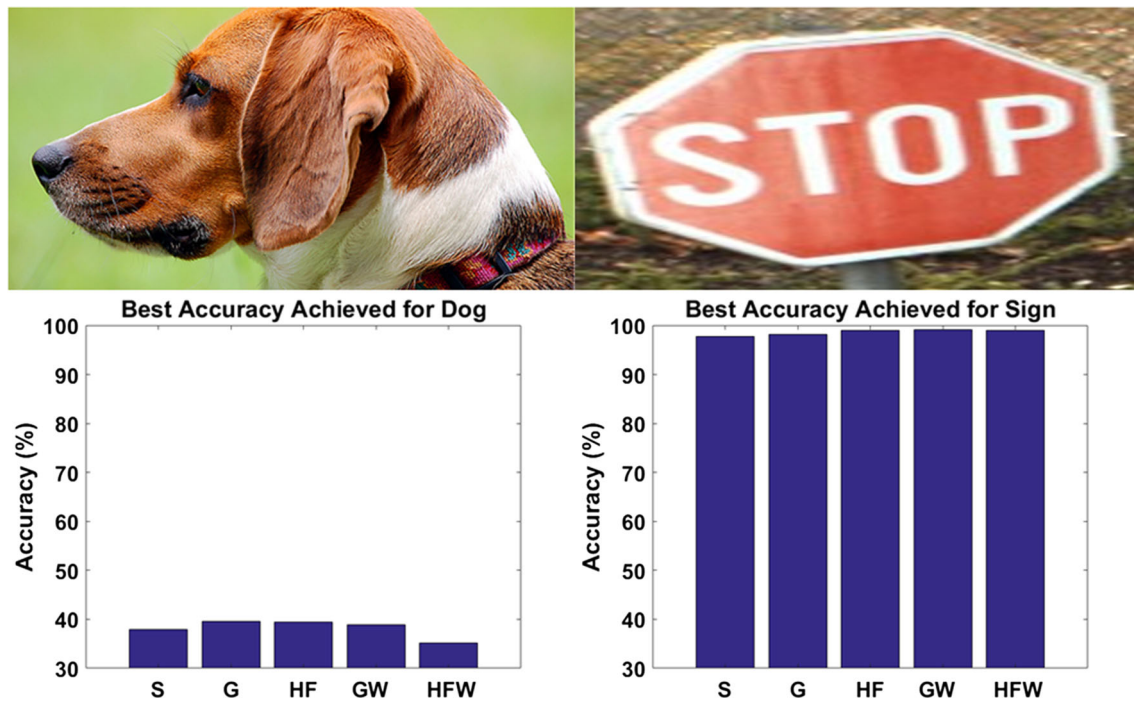 STOP
Best Accuracy Achieved for Dog
100
90
80
70
60
50
40
30
Accuracy (%)
S G HF GW HFW
Best Accuracy Achieved for Sign
100
90
80
70
60
50
40
30
Accuracy (%)
S G HF GW HFW